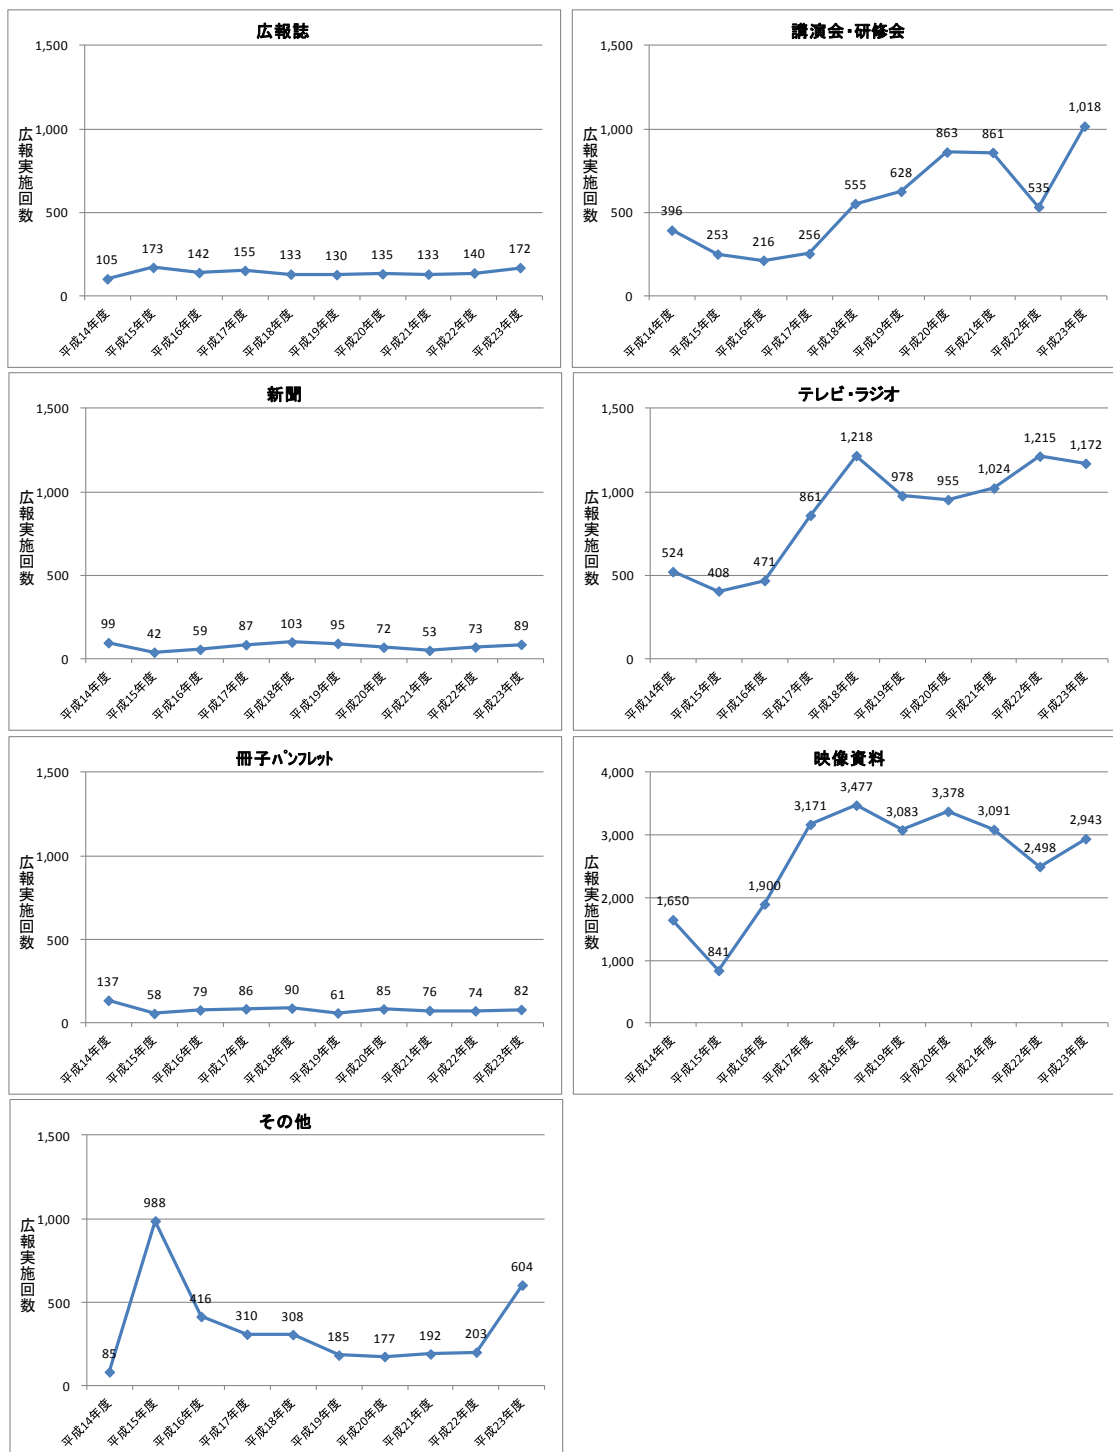 広報誌
広報実施回数
1,500
1,000
500
0
105 173 142 155 133 130 135 133 140 172
平成14年度 平成15年度 平成16年度 平成17年度 平成18年度 平成19年度 平成20年度 平成21年度 平成22年度 平成23年度
講演会・研修会
広報実施回数
1,500
1,000
500
0
396 253 216 256 555 628 863 861 535 1,018
平成14年度 平成15年度 平成16年度 平成17年度 平成18年度 平成19年度 平成20年度 平成21年度 平成22年度 平成23年度
新聞
広報実施回数
1,500
1,000
500
0
99 42 59 87 103 95 72 53 73 89
平成14年度 平成15年度 平成16年度 平成17年度 平成18年度 平成19年度 平成20年度 平成21年度 平成22年度 平成23年度
テレビ・ラジオ
広報実施回数
1,500
1,000
500
0
524 408 471 861 1,218 978 955 1,024 1,215 1,172
平成14年度 平成15年度 平成16年度 平成17年度 平成18年度 平成19年度 平成20年度 平成21年度 平成22年度 平成23年度
冊子パンフレット
広報実施回数
1,500
1,000
500
0
137 58 79 86 90 61 85 76 74 82
平成14年度 平成15年度 平成16年度 平成17年度 平成18年度 平成19年度 平成20年度 平成21年度 平成22年度 平成23年度
映像資料
広報実施回数
4,000
3,000
2,000
1,000
0
1,650 841 1,900 3,171 3,477 3,083 3,378 3,091 2,498 2,943
平成14年度 平成15年度 平成16年度 平成17年度 平成18年度 平成19年度 平成20年度 平成21年度 平成22年度 平成23年度
その他
広報実施回数
1,500
1,000
500
0
85 988 416 310 308 185 177 192 203 604
平成14年度 平成15年度 平成16年度 平成17年度 平成18年度 平成19年度 平成20年度 平成21年度 平成22年度 平成23年度